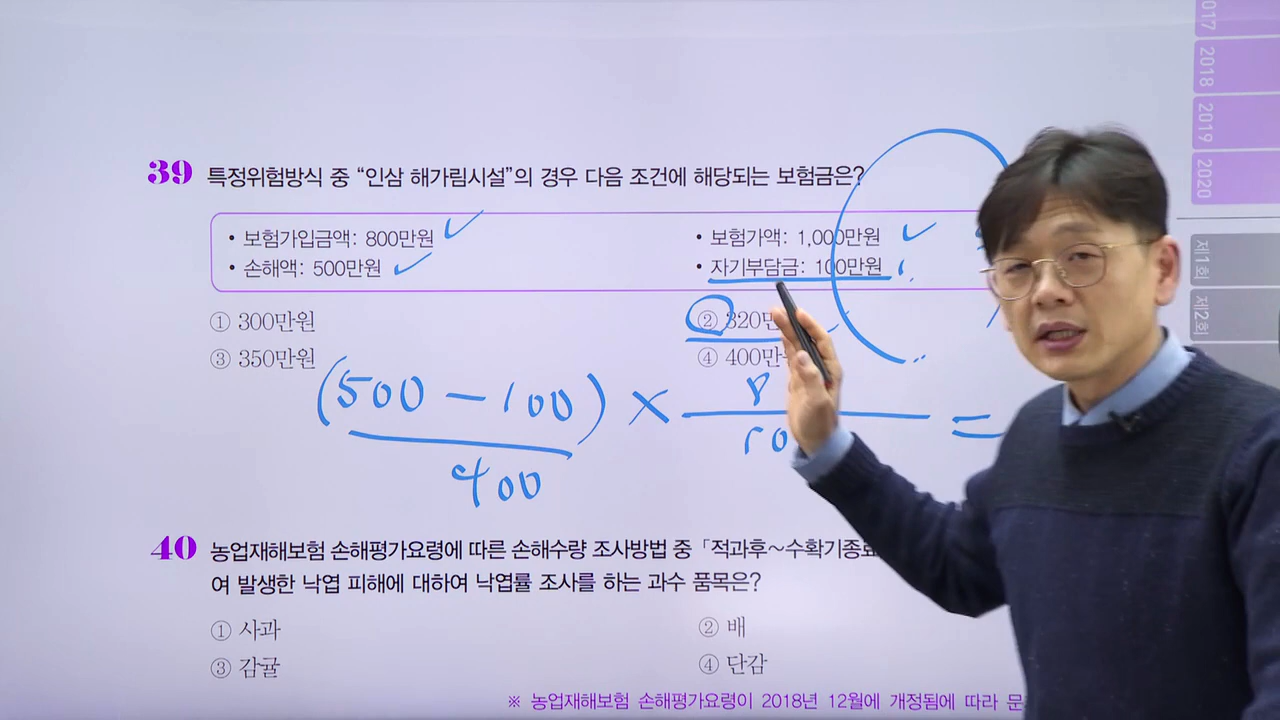 017
2018
2019
2020
제1회
제2회
39 특정위험방식 중 “인삼 해가림시설”의 경우 다음 조건에 해당되는 보험금은?
• 보험가입금액: 800만원 • 보험가액: 1,000만원
• 손해액: 500만원 • 자기부담금: 100만원
① 300만원 ② 320만
③ 350만원 ④ 400만
(500 - 100) × 8
10 =
400
40 농업재해보험 손해평가요령에 따른 손해수량 조사방법 중 「적과후~수확기종료
여 발생한 낙엽 피해에 대하여 낙엽률 조사를 하는 과수 품목은?
① 사과 ② 배
③ 감귤 ④ 단감
※ 농업재해보험 손해평가요령이 2018년 12월에 개정됨에 따라 문